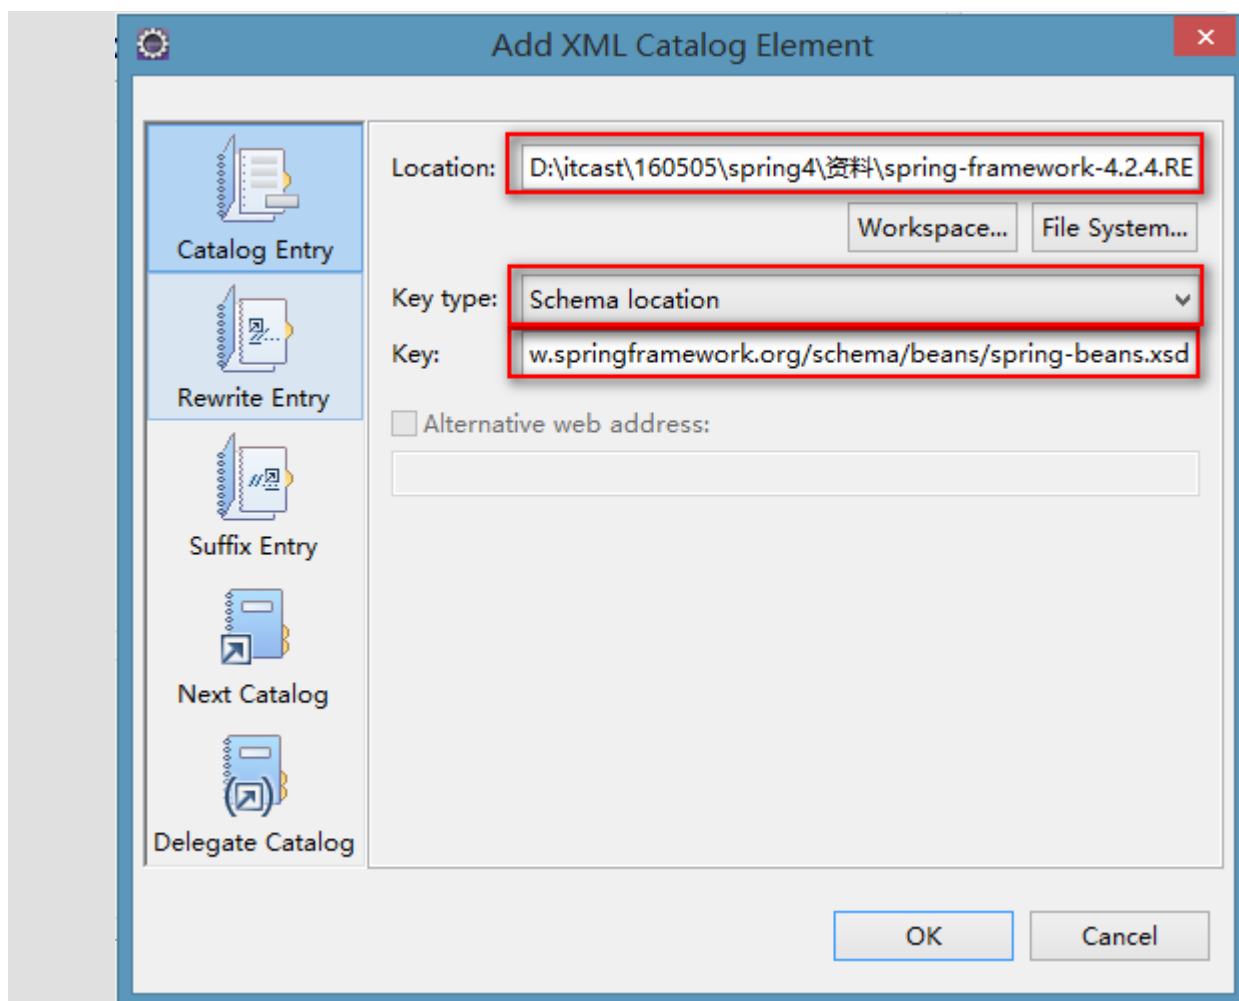 Add XML Catalog Element
Catalog Entry
Rewrite Entry
Suffix Entry
Next Catalog
Delegate Catalog
Location: D:\itcast\160505\spring4\资料\spring-framework-4.2.4.RE
Workspace... File System...
Key type: Schema location
Key: w.springframework.org/schema/beans/spring-beans.xsd
Alternative web address:
OK Cancel